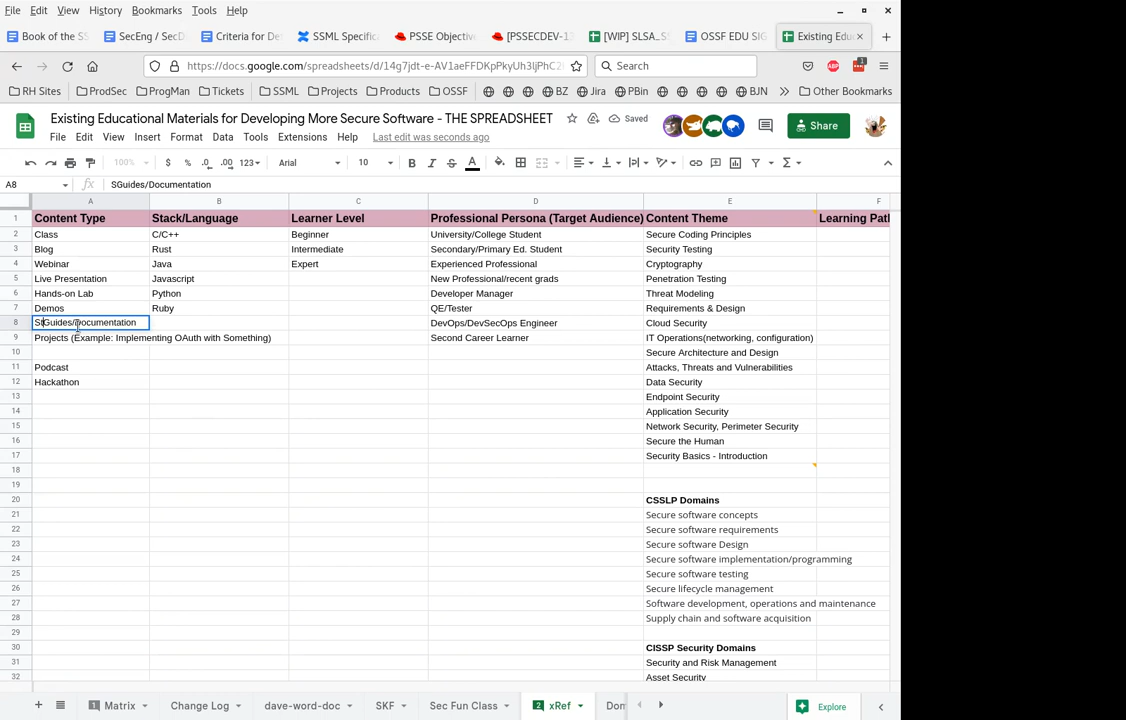 File Edit View History Bookmarks Tools Help
Book of the SS SecEng / SecD Criteria for De SSML Specific PSSE Objectiv [PSSECDEV-1 [WIP] SLSA_S OSSF EDU SIG Existing Edu
https://docs.google.com/spreadsheets/d/14g7jdt-e-AV1aeFFDKpPkyUh3ljPhC2 Search ABP 1
RH Sites ProdSec ProgMan Tickets SSML Projects Products OSSF BZ Jira PBin BJN Other Bookmarks
Existing Educational Materials for Developing More Secure Software - THE SPREADSHEET Saved
Share
File Edit View Insert Format Data Tools Extensions Help Last edit was seconds ago
100% $ % .0 .00 123 Arial 10 B I S A
A8 fx SGuides/Documentation
A B C D E F
1 Content Type Stack/Language Learner Level Professional Persona (Target Audience) Content Theme Learning Patl
2 Class C/C++ Beginner University/College Student Secure Coding Principles
3 Blog Rust Intermediate Secondary/Primary Ed. Student Security Testing
4 Webinar Java Expert Experienced Professional Cryptography
5 Live Presentation Javascript New Professional/recent grads Penetration Testing
6 Hands-on Lab Python Developer Manager Threat Modeling
7 Demos Ruby QE/Tester Requirements & Design
8 StGuides/Documentation DevOps/DevSecOps Engineer Cloud Security
9 Projects (Example: Implementing OAuth with Something) Second Career Learner IT Operations(networking, configuration)
10 Secure Architecture and Design
11 Podcast Attacks, Threats and Vulnerabilities
12 Hackathon Data Security
13 Endpoint Security
14 Application Security
15 Network Security, Perimeter Security
16 Secure the Human
17 Security Basics - Introduction
18
19
20 CSSLP Domains
21 Secure software concepts
22 Secure software requirements
23 Secure software Design
24 Secure software implementation/programming
25 Secure software testing
26 Secure lifecycle management
27 Software development, operations and maintenance
28 Supply chain and software acquisition
29
30 CISSP Security Domains
31 Security and Risk Management
32 Asset Security
1 Matrix Change Log dave-word-doc SKF Sec Fun Class 2 xRef Don Explore